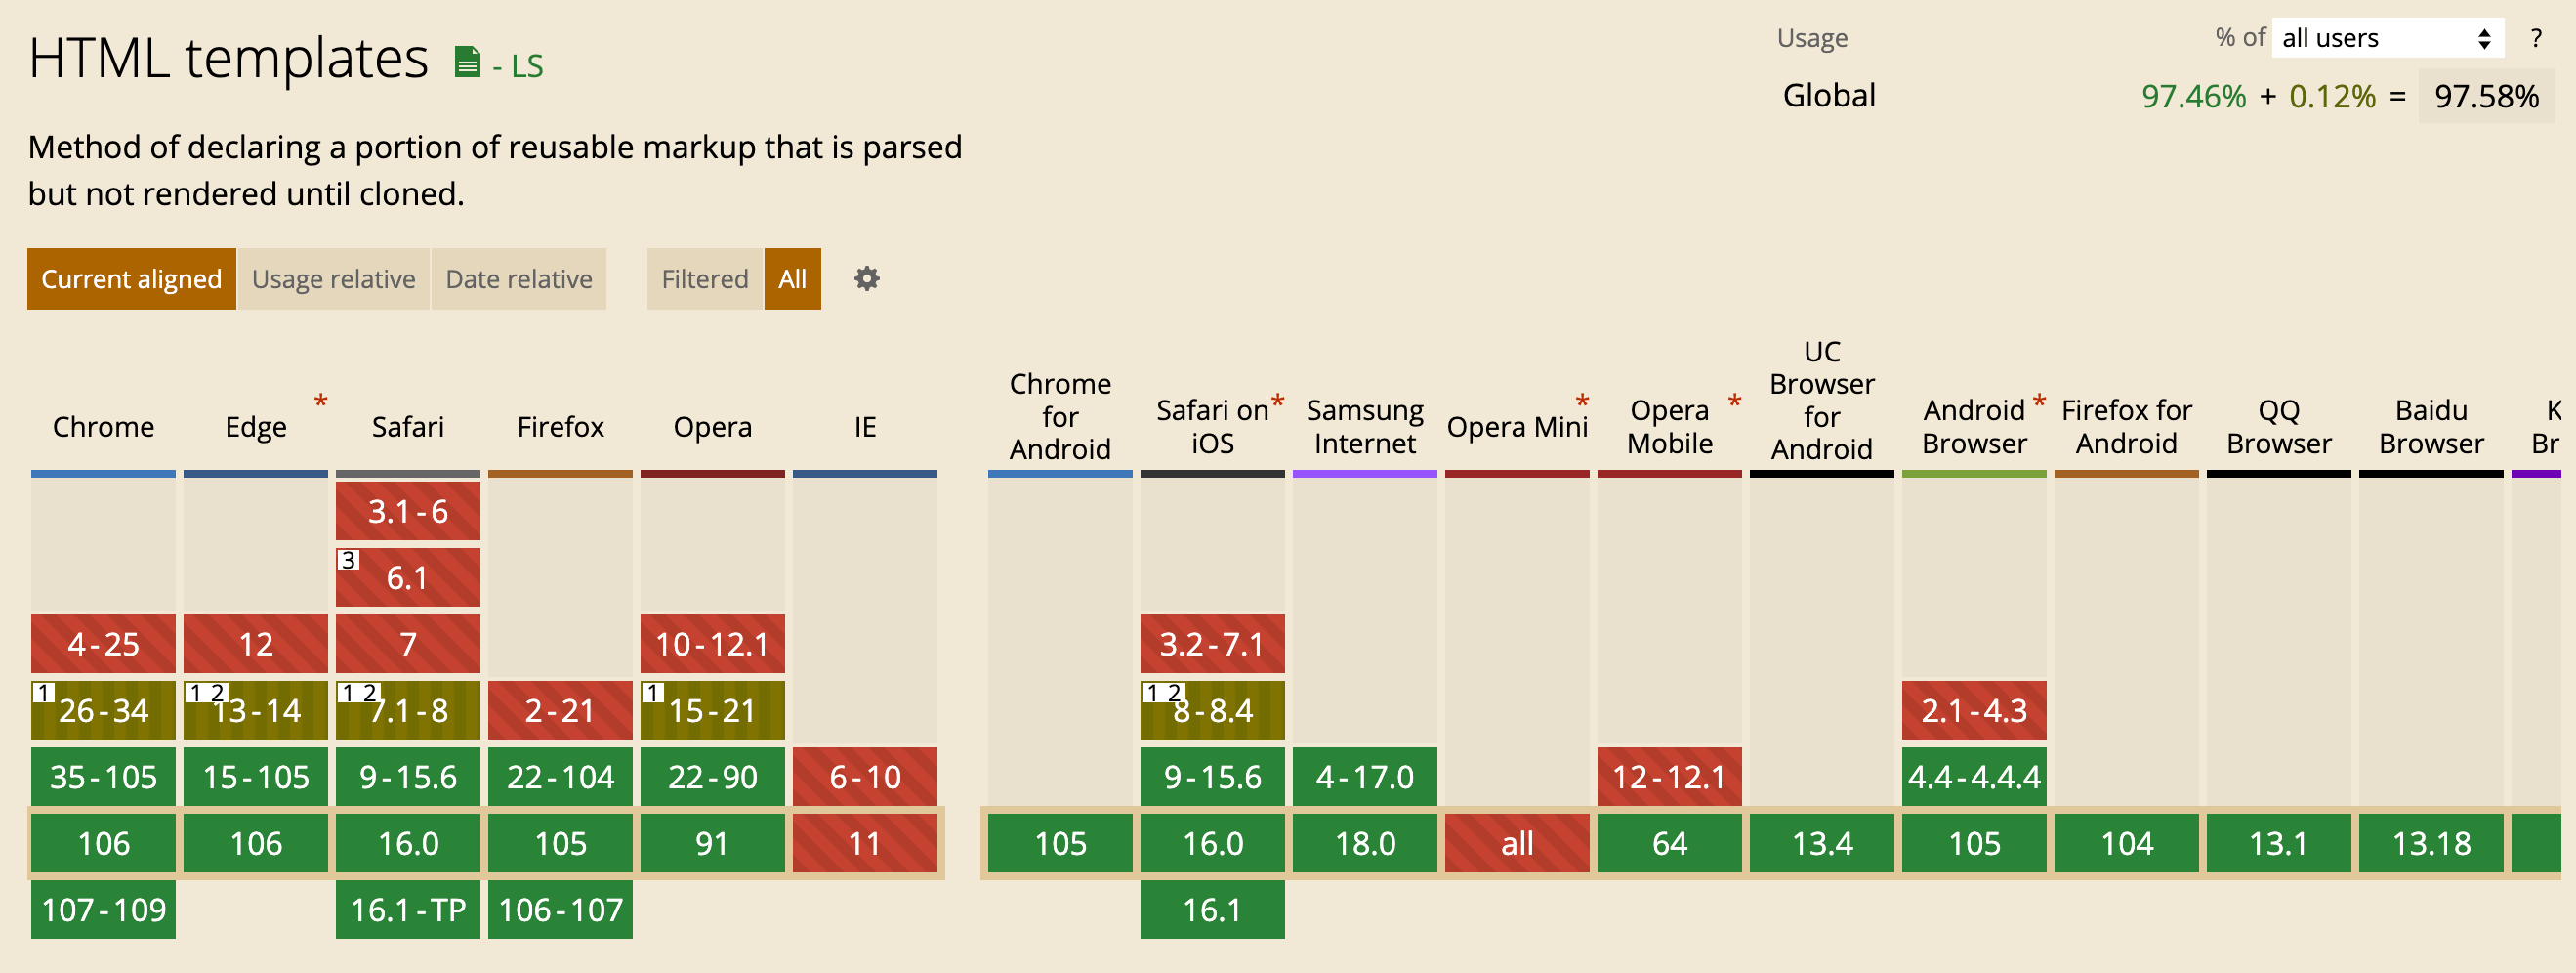 HTML templates - LS
Usage % of all users ?
Global 97.46% + 0.12% = 97.58%
Method of declaring a portion of reusable markup that is parsed
but not rendered until cloned.
Current aligned Usage relative Date relative Filtered All
Chrome
Edge *
Safari
Firefox
Opera
IE
Chrome
for
Android
Safari on *
iOS
Samsung
Internet
Opera Mini *
Opera *
Mobile
UC
Browser
for
Android
Android *
Browser
Firefox for
Android
QQ
Browser
Baidu
Browser
K
Br
3.1-6
3 6.1
4-25 12 7 10-12.1 3.2-7.1
1 26-34 1 2 13-14 1 2 7.1-8 2-21 1 15-21 1 2 8-8.4 2.1-4.3
35-105 15-105 9-15.6 22-104 22-90 6-10 9-15.6 4-17.0 12-12.1 4.4-4.4.4
106 106 16.0 105 91 11 105 16.0 18.0 all 64 13.4 105 104 13.1 13.18
107-109 16.1-TP 106-107 16.1